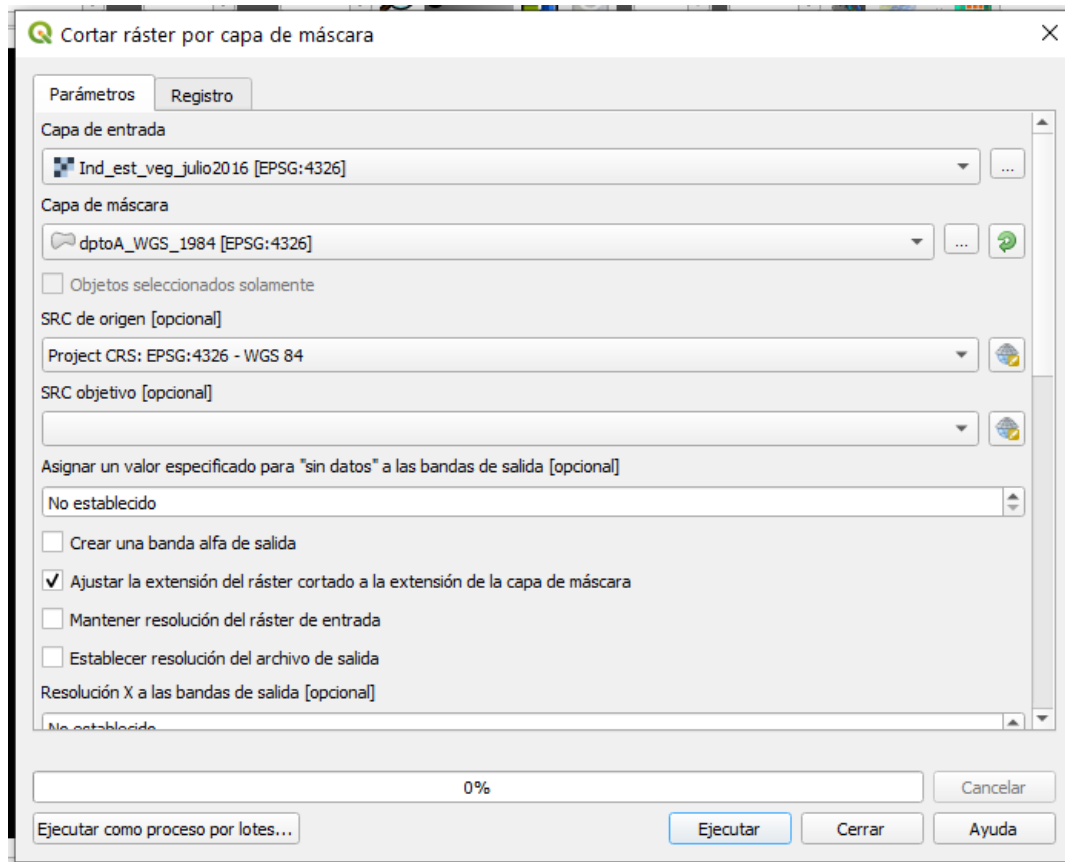 Cortar ráster por capa de máscara
Parámetros
Registro
Capa de entrada
Ind_est_veg_julio2016 [EPSG:4326]
...
Capa de máscara
dptoA_WGS_1984 [EPSG:4326]
...
Objetos seleccionados solamente
SRC de origen [opcional]
Project CRS: EPSG:4326 - WGS 84
SRC objetivo [opcional]
Asignar un valor especificado para "sin datos" a las bandas de salida [opcional]
No establecido
Crear una banda alfa de salida
Ajustar la extensión del ráster cortado a la extensión de la capa de máscara
Mantener resolución del ráster de entrada
Establecer resolución del archivo de salida
Resolución X a las bandas de salida [opcional]
No establecido
0%
Cancelar
Ejecutar como proceso por lotes...
Ejecutar
Cerrar
Ayuda